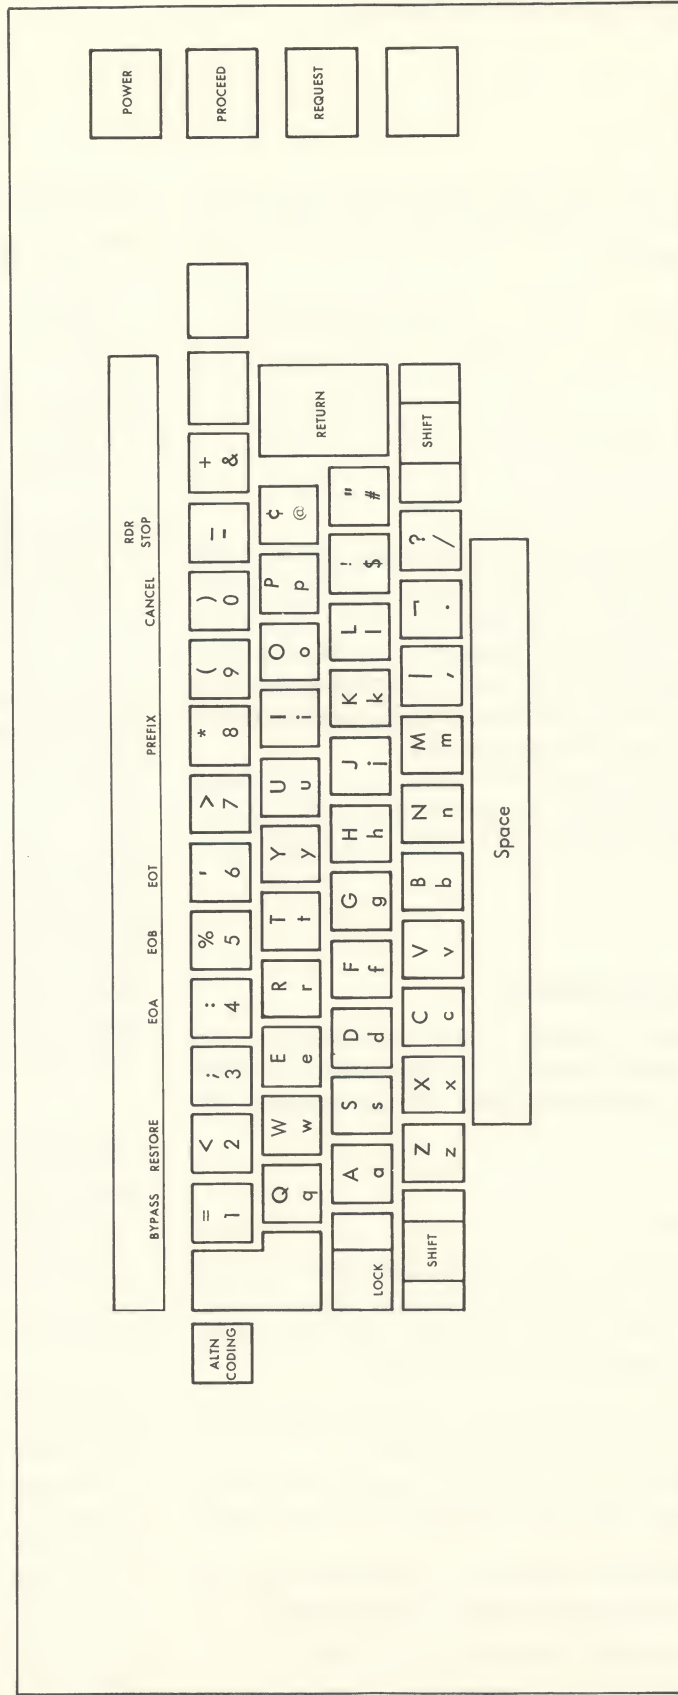 RDR
BYPASS RESTORE EOA EOB EOT PREFIX CANCEL STOP
POWER
ALTN
CODING
= < ; : % ' > * ( ) _ +
1 2 3 4 5 6 7 8 9 0 - &
PROCEED
Q W E R T Y U I O P ¢
q w e r t y u i o p @
RETURN
REQUEST
LOCK
A S D F G H J K L ! "
a s d f g h j k l $ #
SHIFT
Z X C V B N M | ¬ ?
z x c v b n m , . /
SHIFT
Space